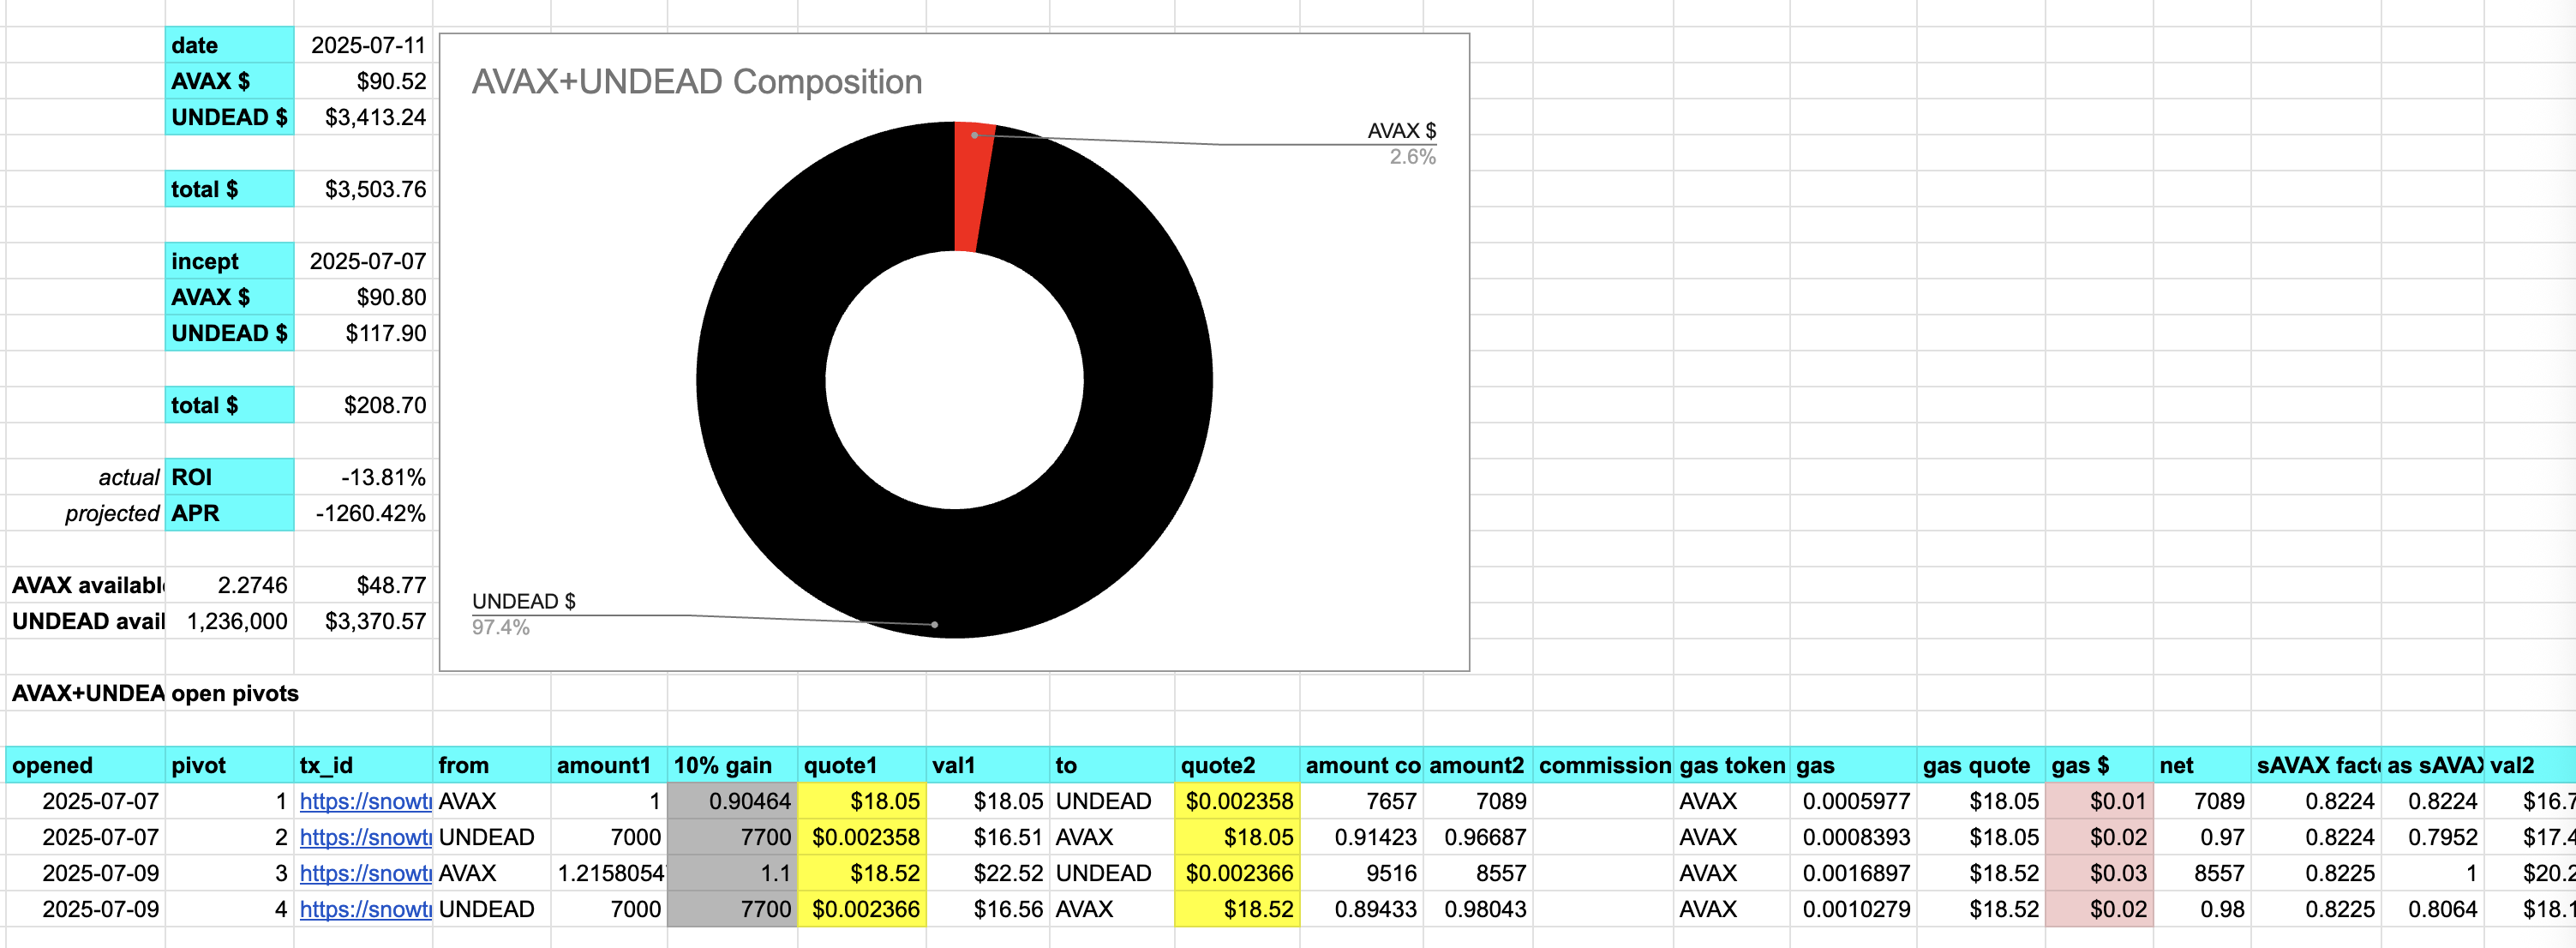 date 2025-07-11
AVAX $ $90.52
UNDEAD $ $3,413.24
total $ $3,503.76
incept 2025-07-07
AVAX $ $90.80
UNDEAD $ $117.90
total $ $208.70
actual ROI -13.81%
projected APR -1260.42%
AVAX availabl 2.2746 $48.77
UNDEAD avail 1,236,000 $3,370.57
AVAX+UNDEAD Composition
AVAX $
2.6%
UNDEAD $
97.4%
AVAX+UNDEA open pivots
opened pivot tx_id from amount1 10% gain quote1 val1 to quote2 amount co amount2 commission gas token gas gas quote gas $ net sAVAX fact as sAVAX val2
2025-07-07 1 https://snowt AVAX 1 0.90464 $18.05 $18.05 UNDEAD $0.002358 7657 7089 AVAX 0.0005977 $18.05 $0.01 7089 0.8224 0.8224 $16.7
2025-07-07 2 https://snowt UNDEAD 7000 7700 $0.002358 $16.51 AVAX $18.05 0.91423 0.96687 AVAX 0.0008393 $18.05 $0.02 0.97 0.8224 0.7952 $17.4
2025-07-09 3 https://snowt AVAX 1.2158054 1.1 $18.52 $22.52 UNDEAD $0.002366 9516 8557 AVAX 0.0016897 $18.52 $0.03 8557 0.8225 1 $20.2
2025-07-09 4 https://snowt UNDEAD 7000 7700 $0.002366 $16.56 AVAX $18.52 0.89433 0.98043 AVAX 0.0010279 $18.52 $0.02 0.98 0.8225 0.8064 $18.1